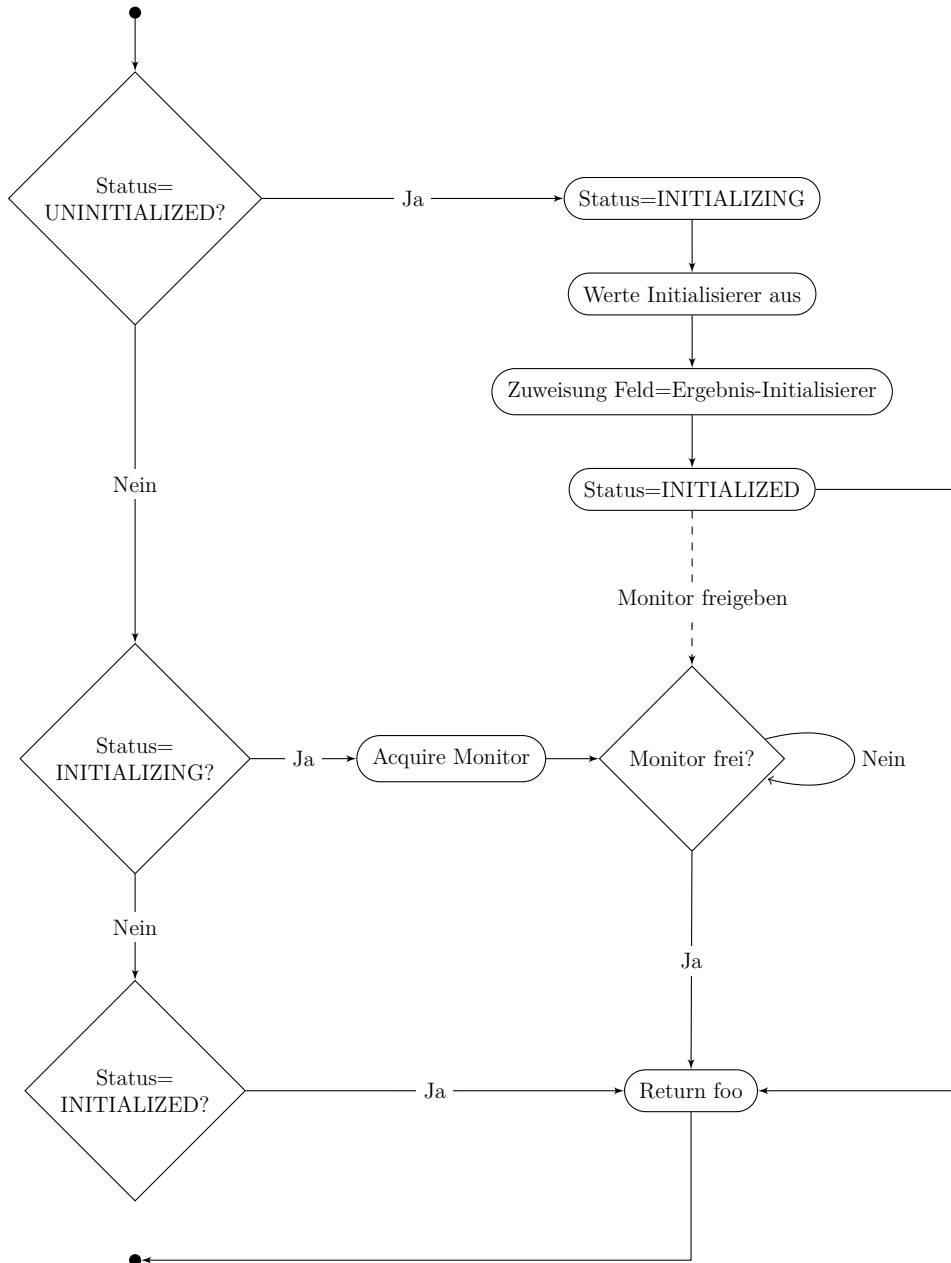 Status=
UNINITIALIZED?
Ja
Status=INITIALIZING
Werte Initialisierer aus
Zuweisung Feld=Ergebnis-Initialisierer
Nein
Status=INITIALIZED
Monitor freigeben
Status=
INITIALIZING?
Ja
Acquire Monitor
Monitor frei?
Nein
Nein
Ja
Status=
INITIALIZED?
Ja
Return foo